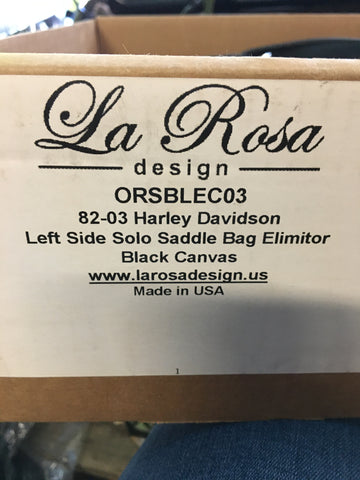 La Rosa
design
ORSBLEC03
82-03 Harley Davidson
Left Side Solo Saddle Bag Elimitor
Black Canvas
www.larosadesign.us
Made in USA
1